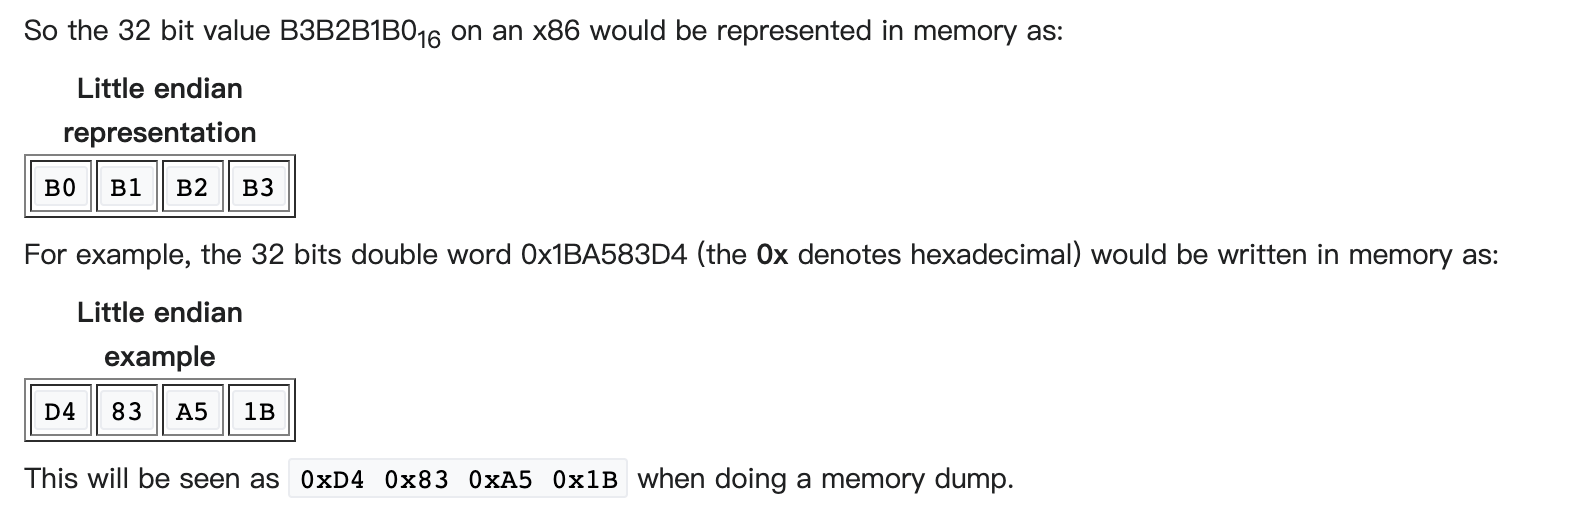 So the 32 bit value B3B2B1B0₁₆ on an x86 would be represented in memory as:
Little endian
representation
B0 B1 B2 B3
For example, the 32 bits double word 0x1BA583D4 (the 0x denotes hexadecimal) would be written in memory as:
Little endian
example
D4 83 A5 1B
This will be seen as 0xD4 0x83 0xA5 0x1B when doing a memory dump.